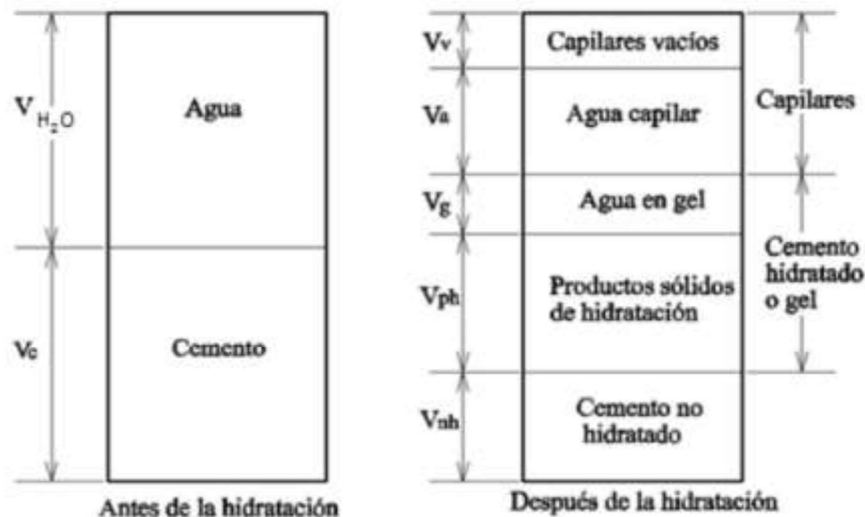 V H₂O
Agua
Vc
Cemento
Antes de la hidratación
Vv
Capilares vacíos
Va
Agua capilar
Capilares
Vg
Agua en gel
Cemento
hidratado
o gel
Vph
Productos sólidos
de hidratación
Vnh
Cemento no
hidratado
Después de la hidratación